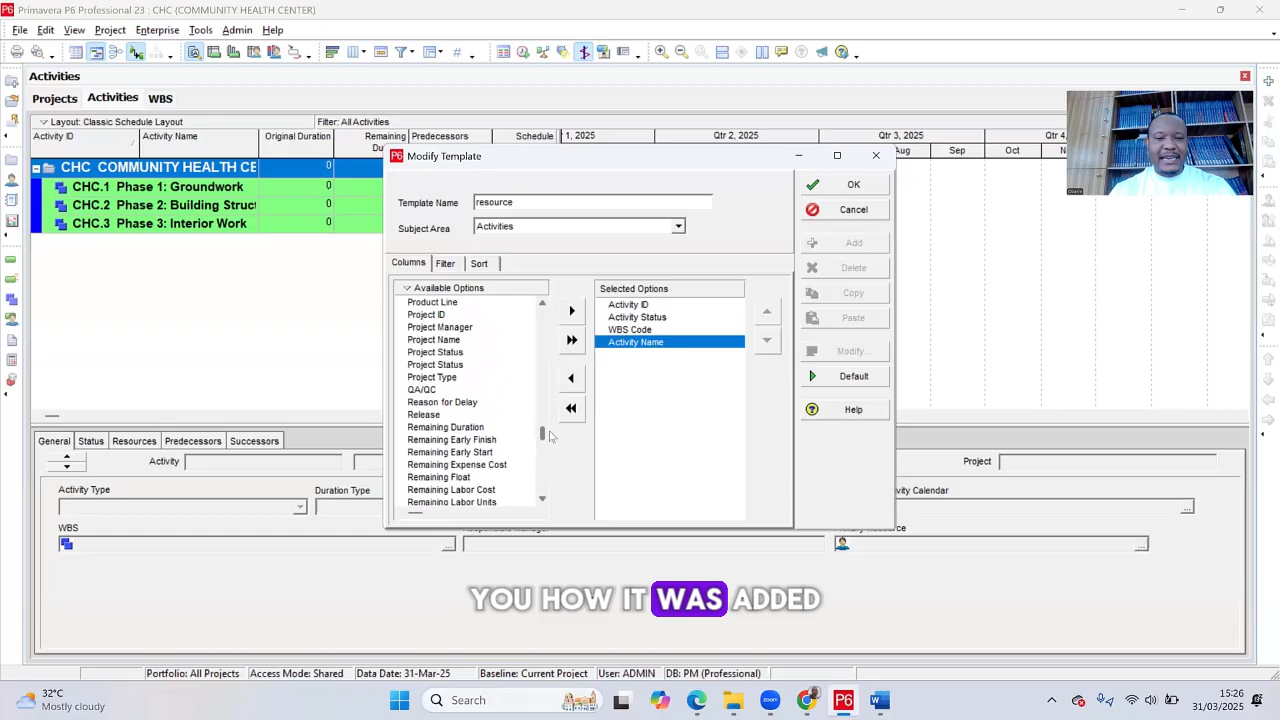 Primavera P6 Professional 23 : CHC (COMMUNITY HEALTH CENTER)
File Edit View Project Enterprise Tools Admin Help
Activities
Projects Activities WBS
Layout: Classic Schedule Layout Filter: All Activities
Activity ID Activity Name Original Duration Remaining Predecessors Schedule 1, 2025 Qtr 2, 2025 Qtr 3, 2025 Qtr 4,
Aug Sep Oct
CHC COMMUNITY HEALTH CE 0
CHC.1 Phase 1: Groundwork 0
CHC.2 Phase 2: Building Struct 0
CHC.3 Phase 3: Interior Work 0
Modify Template
Template Name resource
Subject Area Activities
Columns Filter Sort
Available Options
Product Line
Project ID
Project Manager
Project Name
Project Status
Project Status
Project Type
QA/QC
Reason for Delay
Release
Remaining Duration
Remaining Early Finish
Remaining Early Start
Remaining Expense Cost
Remaining Float
Remaining Labor Cost
Remaining Labor Units
Selected Options
Activity ID
Activity Status
WBS Code
Activity Name
OK
Cancel
Add
Delete
Copy
Paste
Modify...
Default
Help
General Status Resources Predecessors Successors
Activity Project
Activity Type Duration Type
WBS
YOU HOW IT WAS ADDED
Portfolio: All Projects Access Mode: Shared Data Date: 31-Mar-25 Baseline: Current Project User: ADMIN DB: PM (Professional)
32°C
Mostly cloudy
Search
15:26
31/03/2025